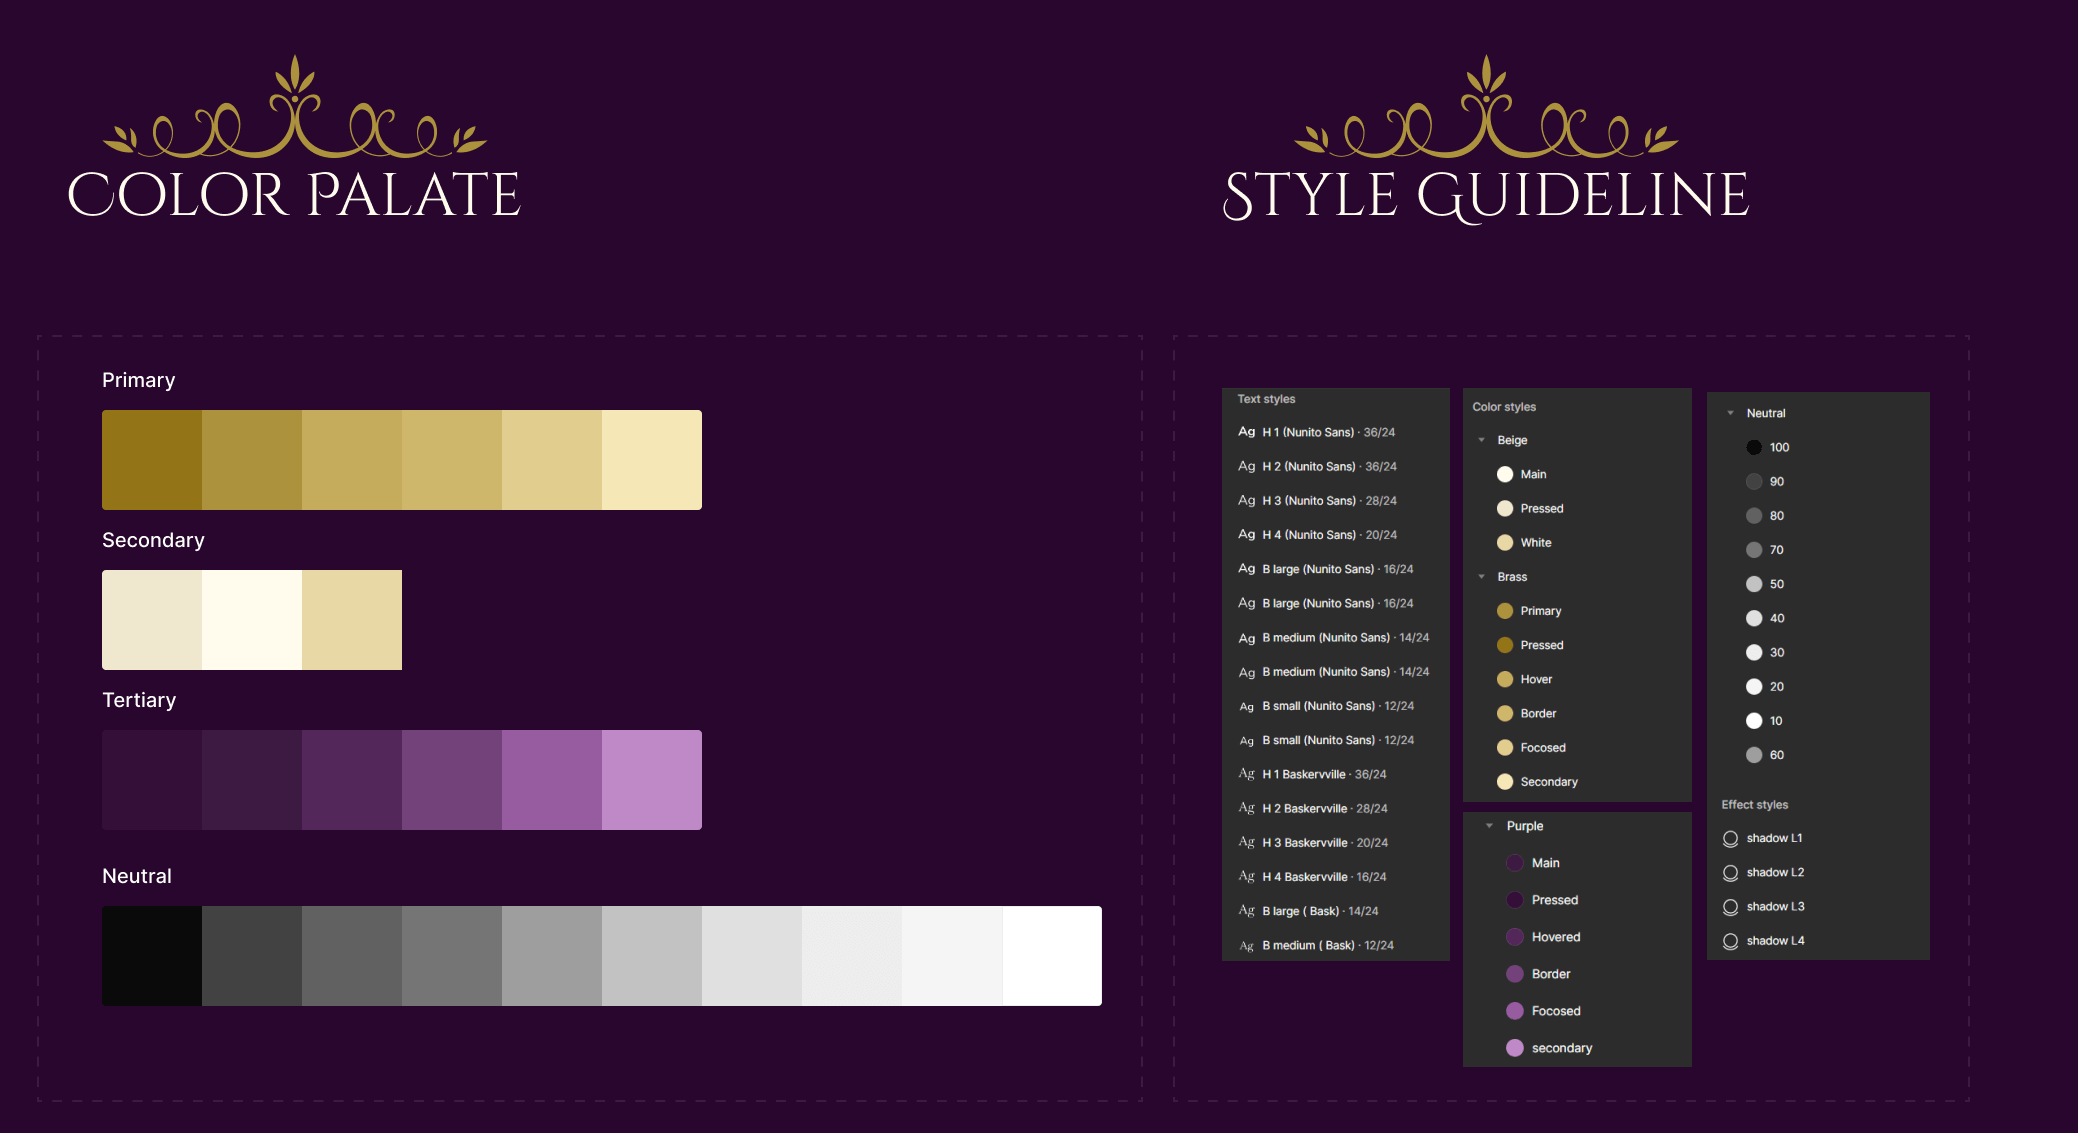 Color Palate
Style Guideline
Primary
Secondary
Tertiary
Neutral
Text styles
Ag H 1 (Nunito Sans) · 36/24
Ag H 2 (Nunito Sans) · 36/24
Ag H 3 (Nunito Sans) · 28/24
Ag H 4 (Nunito Sans) · 20/24
Ag B large (Nunito Sans) · 16/24
Ag B large (Nunito Sans) · 16/24
Ag B medium (Nunito Sans) · 14/24
Ag B medium (Nunito Sans) · 14/24
Ag B small (Nunito Sans) · 12/24
Ag B small (Nunito Sans) · 12/24
Ag H 1 Baskervville · 36/24
Ag H 2 Baskervville · 28/24
Ag H 3 Baskervville · 20/24
Ag H 4 Baskervville · 16/24
Ag B large ( Bask) · 14/24
Ag B medium ( Bask) · 12/24
Color styles
Beige
Main
Pressed
White
Brass
Primary
Pressed
Hover
Border
Focosed
Secondary
Purple
Main
Pressed
Hovered
Border
Focosed
secondary
Neutral
100
90
80
70
50
40
30
20
10
60
Effect styles
shadow L1
shadow L2
shadow L3
shadow L4